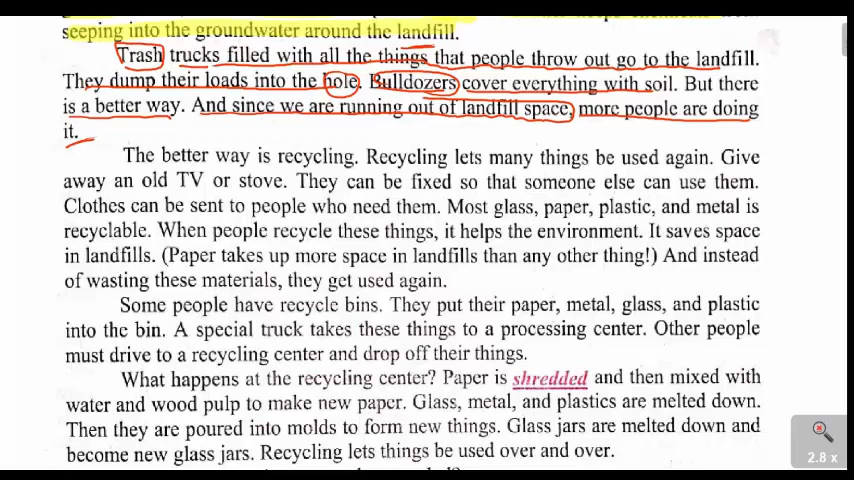 seeping into the groundwater around the landfill.
Trash trucks filled with all the things that people throw out go to the landfill.
They dump their loads into the hole. Bulldozers cover everything with soil. But there
is a better way. And since we are running out of landfill space, more people are doing
it.
The better way is recycling. Recycling lets many things be used again. Give
away an old TV or stove. They can be fixed so that someone else can use them.
Clothes can be sent to people who need them. Most glass, paper, plastic, and metal is
recyclable. When people recycle these things, it helps the environment. It saves space
in landfills. (Paper takes up more space in landfills than any other thing!) And instead
of wasting these materials, they get used again.
Some people have recycle bins. They put their paper, metal, glass, and plastic
into the bin. A special truck takes these things to a processing center. Other people
must drive to a recycling center and drop off their things.
What happens at the recycling center? Paper is shredded and then mixed with
water and wood pulp to make new paper. Glass, metal, and plastics are melted down.
Then they are poured into molds to form new things. Glass jars are melted down and
become new glass jars. Recycling lets things be used over and over.
2.8 x